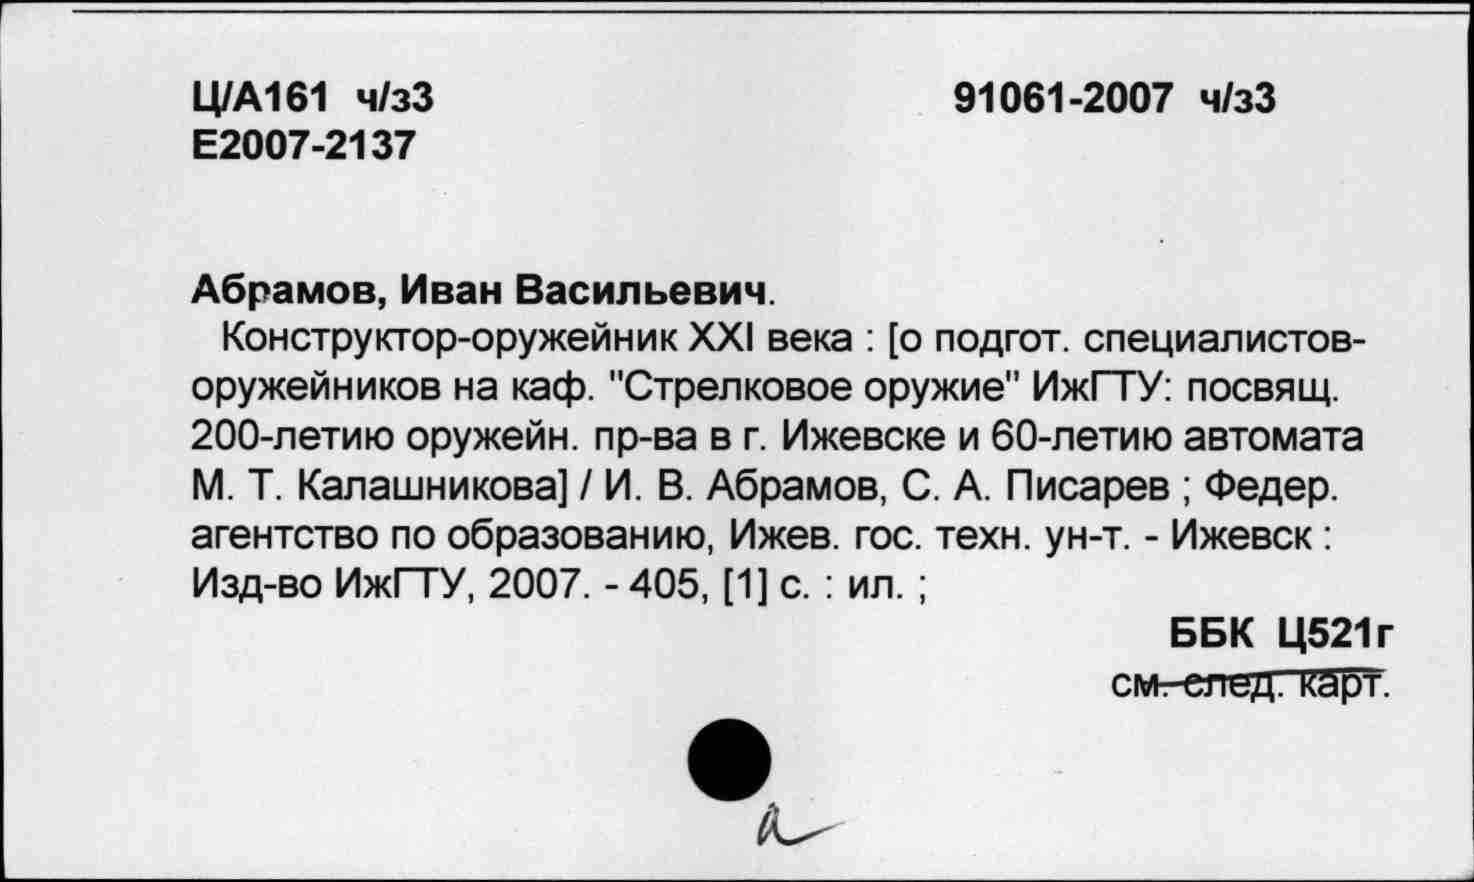 Ц/А161 ч/з3 91061-2007 ч/з3
Е2007-2137
Абрамов, Иван Васильевич.
Конструктор-оружейник XXI века : [о подгот. специалистов-
оружейников на каф. "Стрелковое оружие" ИжГТУ: посвящ.
200-летию оружейн. пр-ва в г. Ижевске и 60-летию автомата
М. Т. Калашникова] / И. В. Абрамов, С. А. Писарев ; Федер.
агентство по образованию, Ижев. гос. техн. ун-т. - Ижевск :
Изд-во ИжГТУ, 2007. - 405, [1] с. : ил. ;
ББК Ц521г
см. след. карт.
а